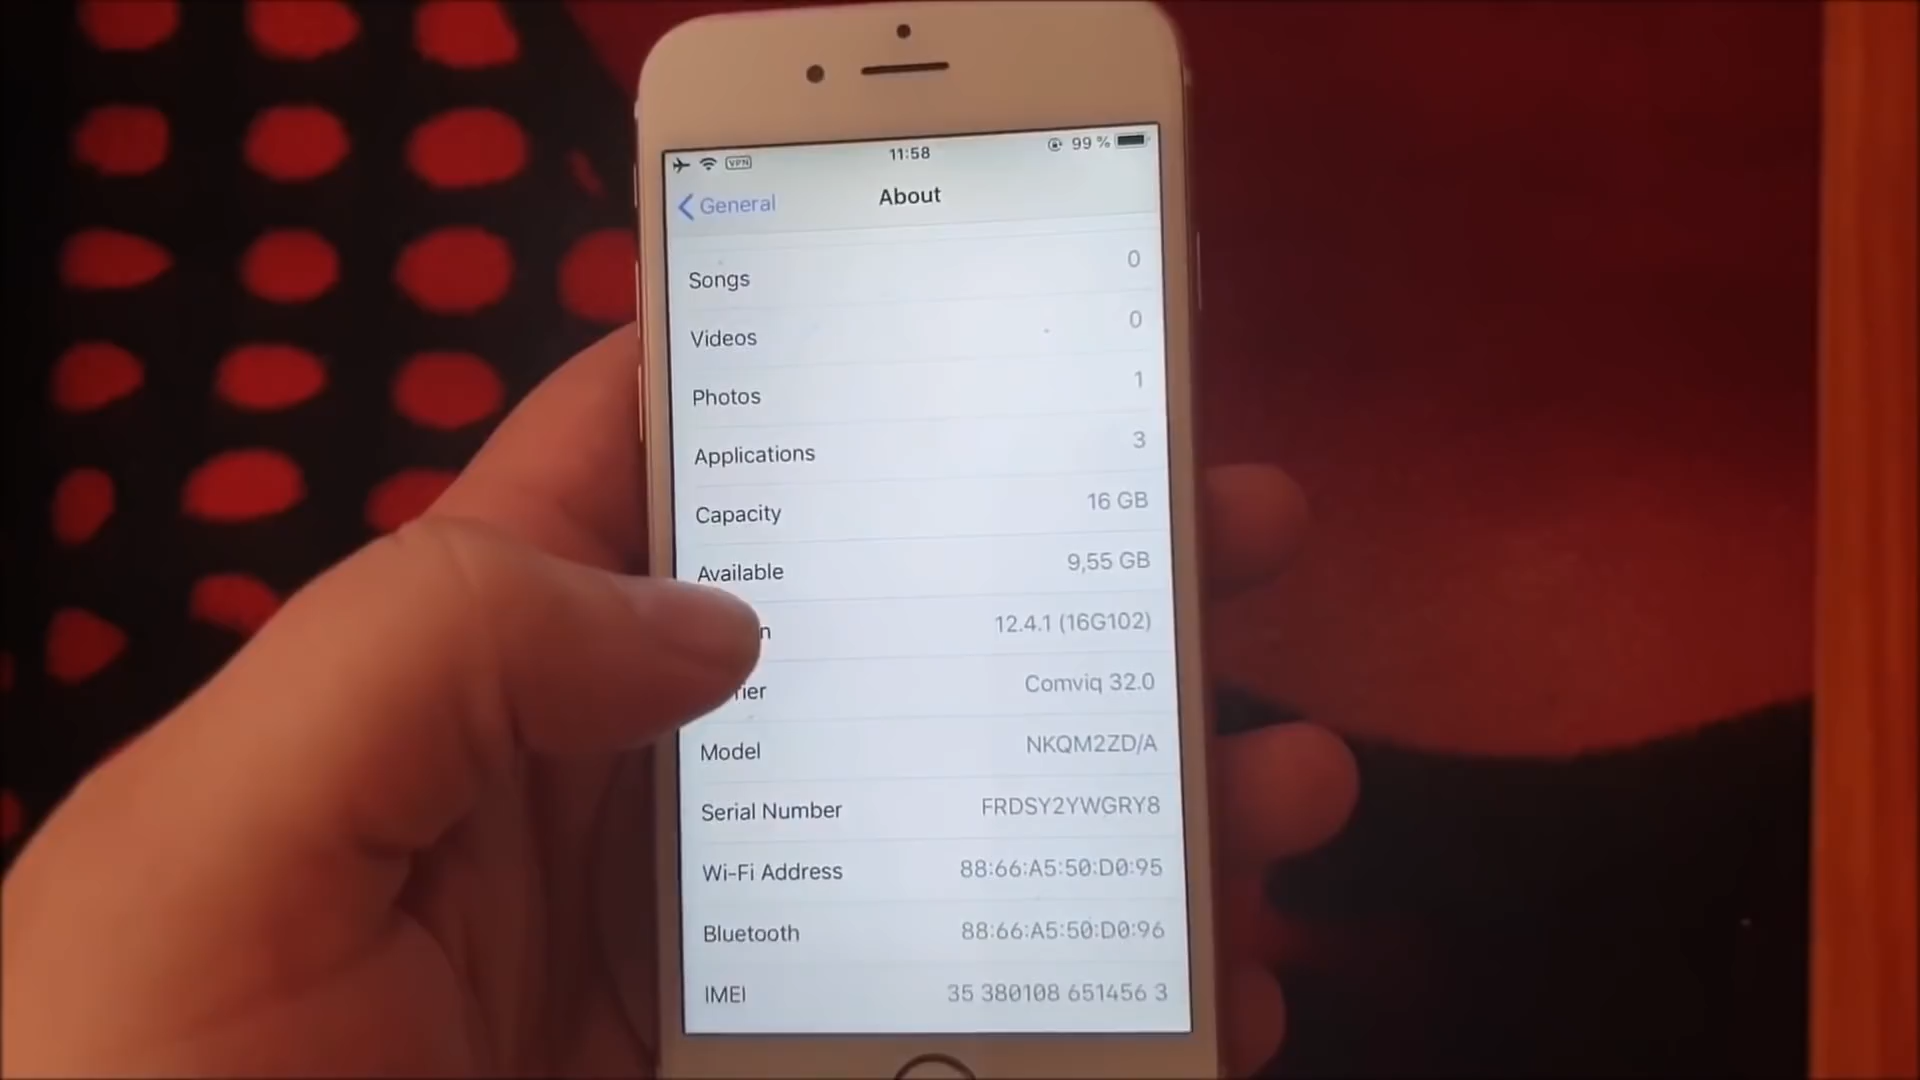 VPN 11:58 99 %
General About
Songs 0
Videos 0
Photos 1
Applications 3
Capacity 16 GB
Available 9,55 GB
n 12.4.1 (16G102)
rier Comviq 32.0
Model NKQM2ZD/A
Serial Number FRDSY2YWGRY8
Wi-Fi Address 88:66:A5:50:D0:95
Bluetooth 88:66:A5:50:D0:96
IMEI 35 380108 651456 3